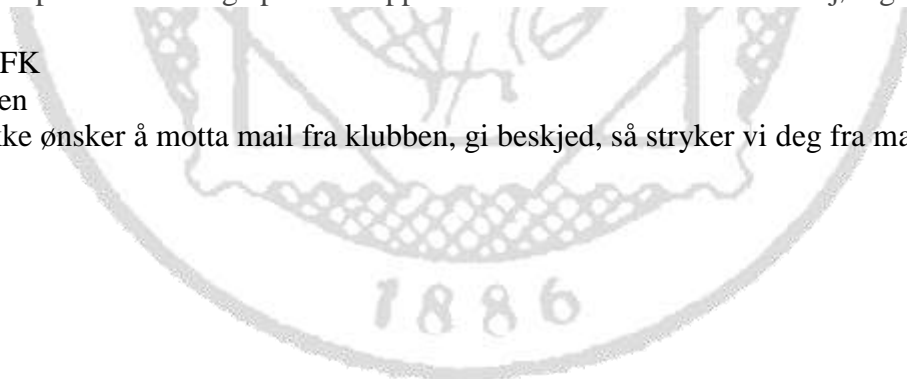 FK
en
ke ønsker å motta mail fra klubben, gi beskjed, så stryker vi deg fra ma
1886